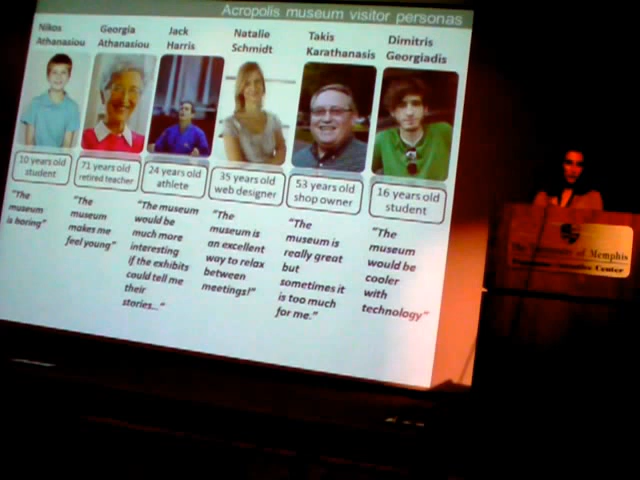 Acropolis museum visitor personas
Nikos
Athanasiou
10 years old
student
"The
museum
is boring"
Georgia
Athanasiou
71 years old
retired teacher
"The
museum
makes me
feel young"
Jack
Harris
24 years old
athlete
"The museum
would be
much more
interesting
if the exhibits
could tell me
their
stories..."
Natalie
Schmidt
35 years old
web designer
"The
museum is
an excellent
way to relax
between
meetings!"
Takis
Karathanasis
53 years old
shop owner
"The
museum is
really great
but
sometimes it
is too much
for me."
Dimitris
Georgiadis
16 years old
student
"The
museum
would be
cooler
with
technology"
The University of Memphis
Center